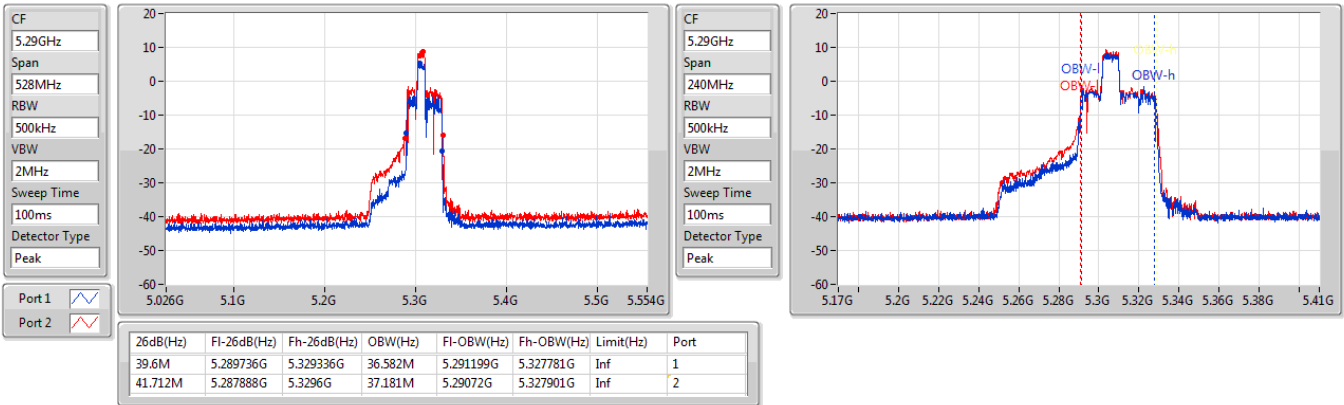 CF
5.29GHz
Span
528MHz
RBW
500kHz
VBW
2MHz
Sweep Time
100ms
Detector Type
Peak
Port 1
Port 2
20
10
0
-10
-20
-30
-40
-50
-60
5.026G 5.1G 5.2G 5.3G 5.4G 5.5G 5.554G
CF
5.29GHz
Span
240MHz
RBW
500kHz
VBW
2MHz
Sweep Time
100ms
Detector Type
Peak
20
10
0
-10
-20
-30
-40
-50
-60
OBW-l
OBW-h
5.17G 5.2G 5.22G 5.24G 5.26G 5.28G 5.3G 5.32G 5.34G 5.36G 5.38G 5.41G
26dB(Hz) Fl-26dB(Hz) Fh-26dB(Hz) OBW(Hz) Fl-OBW(Hz) Fh-OBW(Hz) Limit(Hz) Port
39.6M 5.289736G 5.329336G 36.582M 5.291199G 5.327781G Inf 1
41.712M 5.287888G 5.3296G 37.181M 5.29072G 5.327901G Inf 2